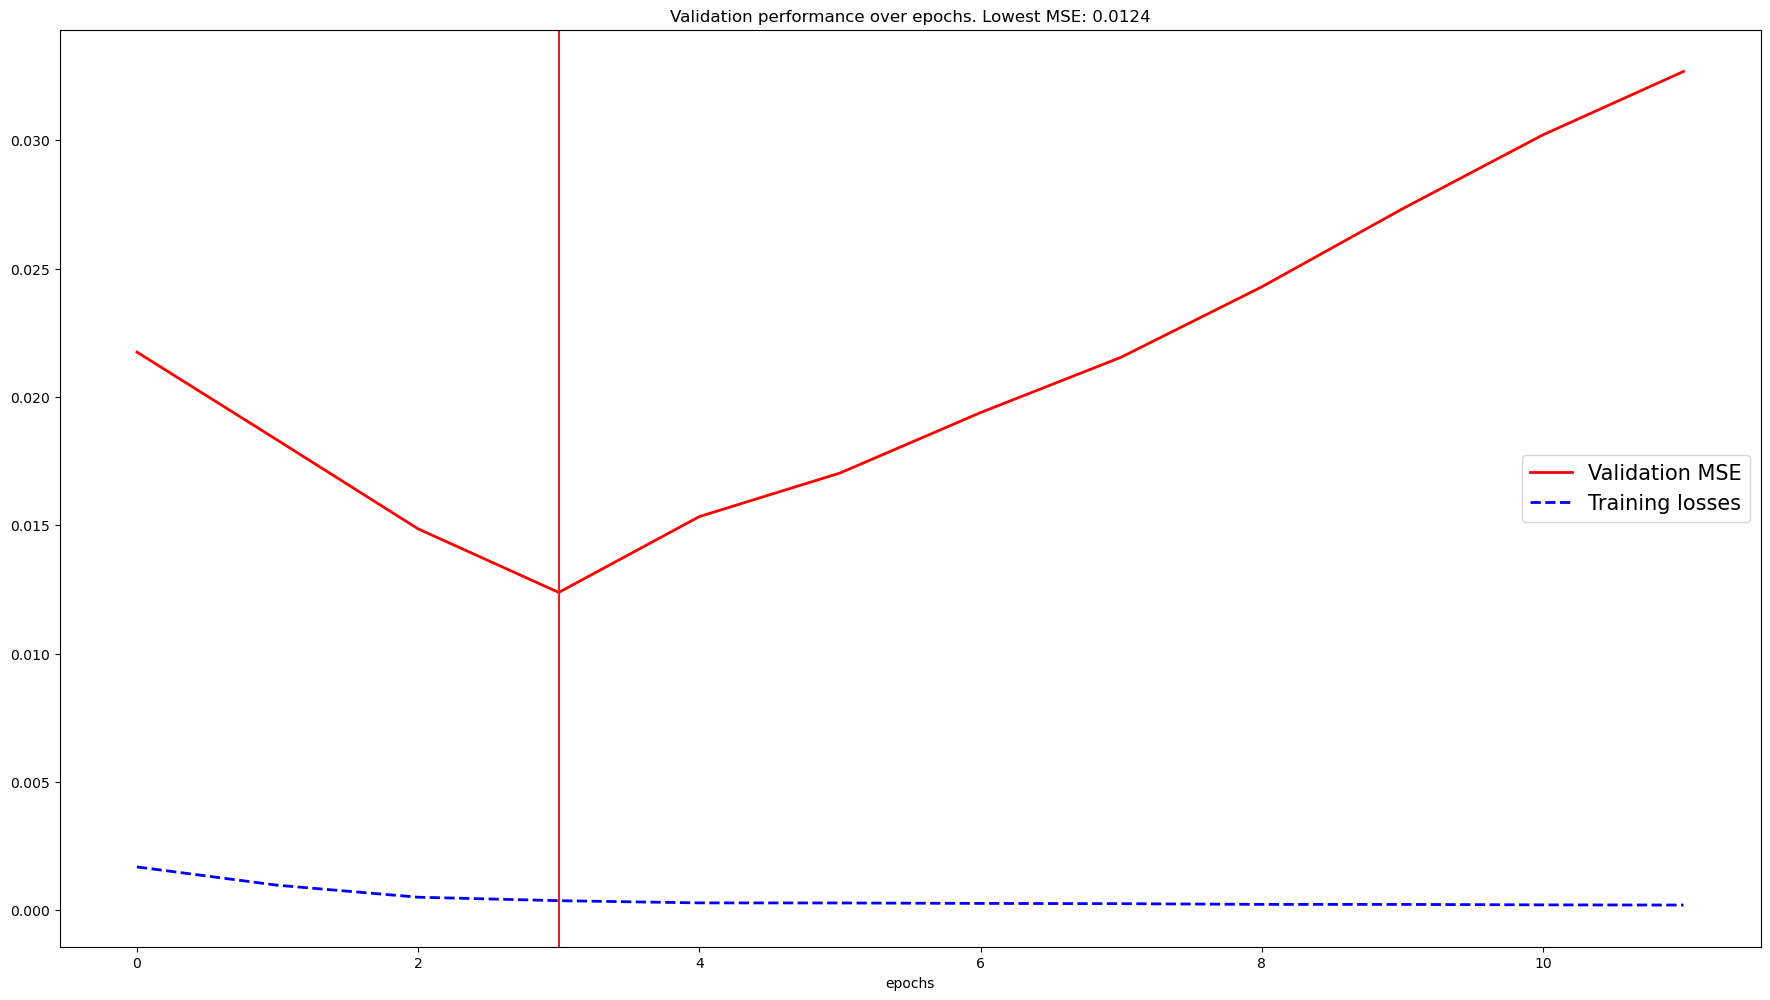 Validation performance over epochs. Lowest MSE: 0.0124
0.030
0.025
0.020
0.015
0.010
0.005
0.000
Validation MSE
Training losses
0 2 4 6 8 10
epochs